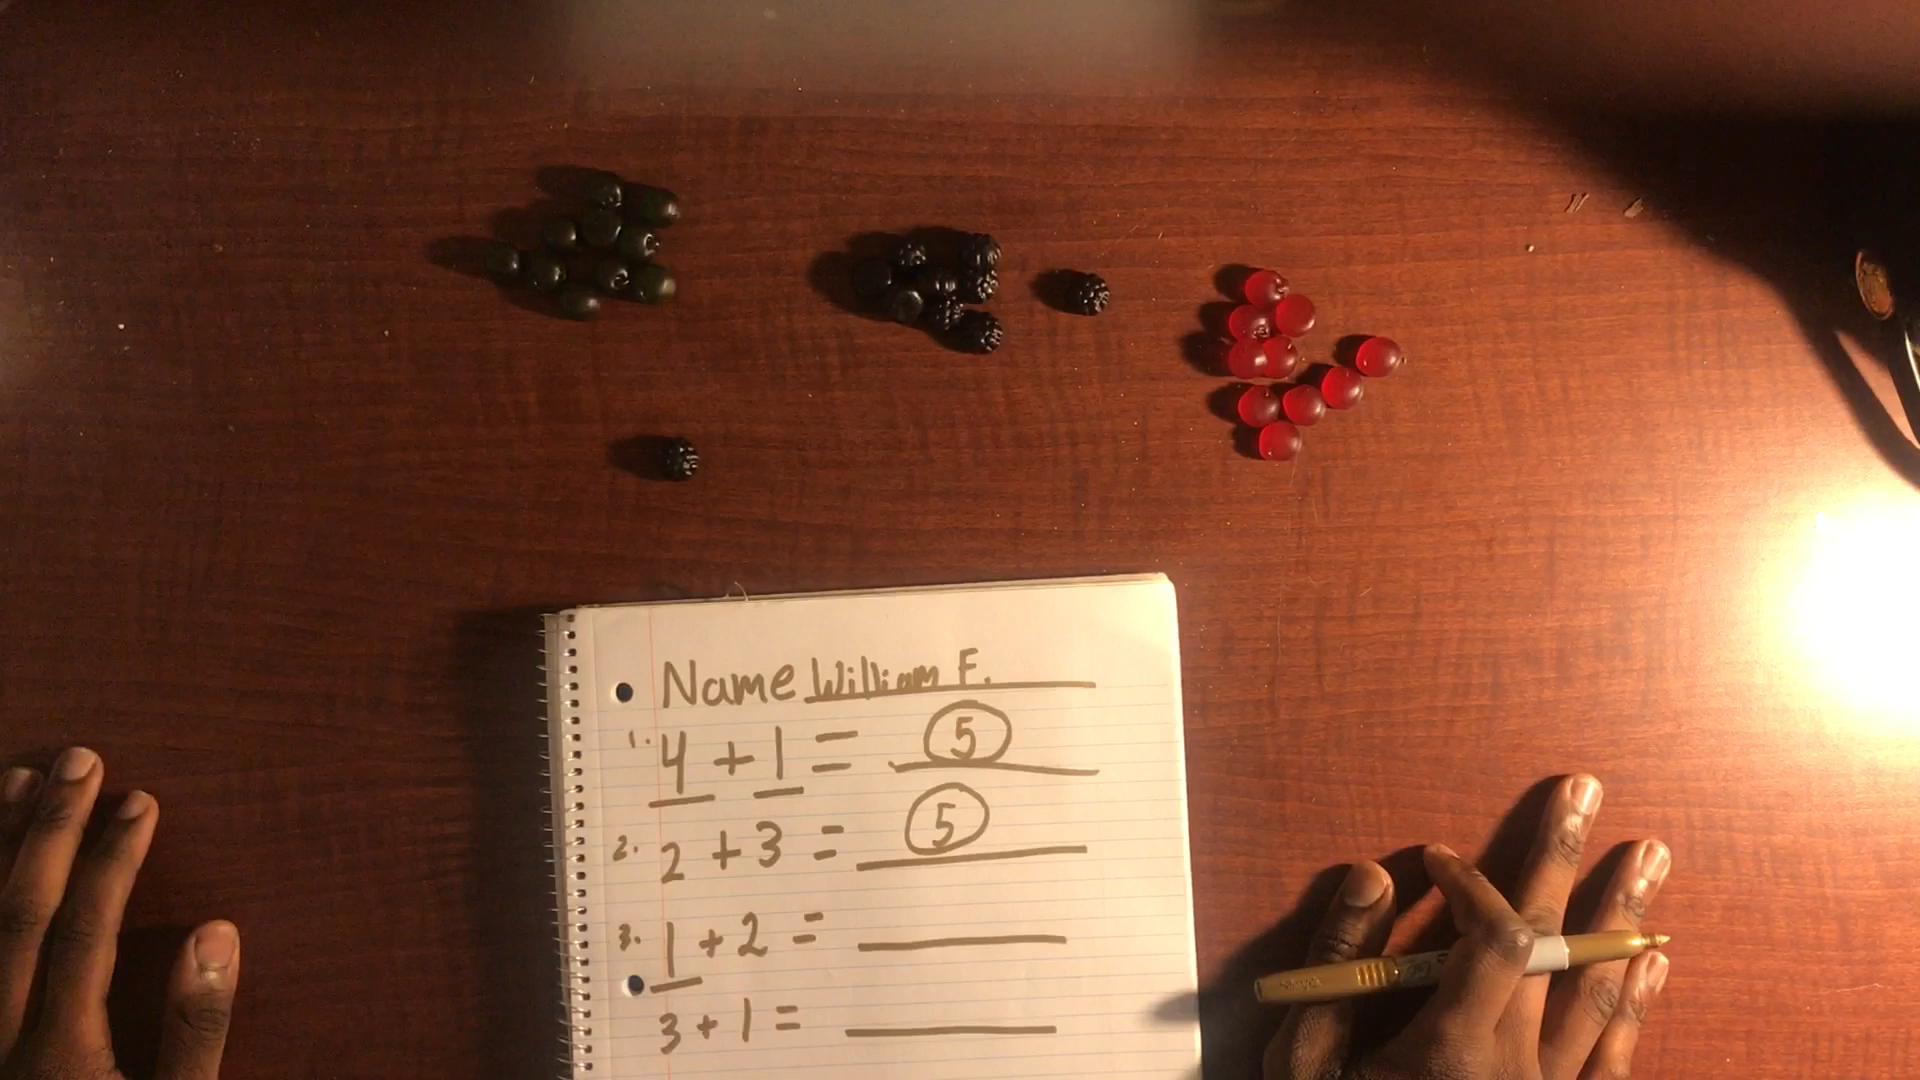 Name William F.
1. 4 + 1 = 5
2. 2 + 3 = 5
3. 1 + 2 =
3 + 1 =